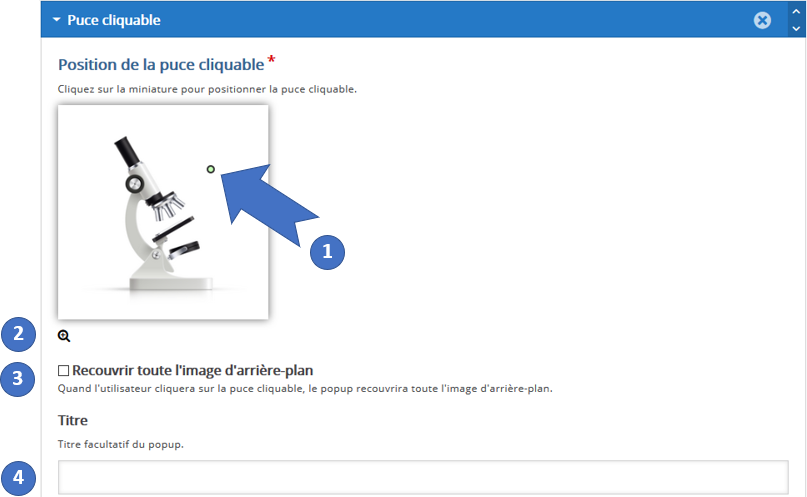 Puce cliquable
Position de la puce cliquable *
Cliquez sur la miniature pour positionner la puce cliquable.
1
2
3
Recouvrir toute l'image d'arrière-plan
Quand l'utilisateur cliquera sur la puce cliquable, le popup recouvrira toute l'image d'arrière-plan.
Titre
Titre facultatif du popup.
4